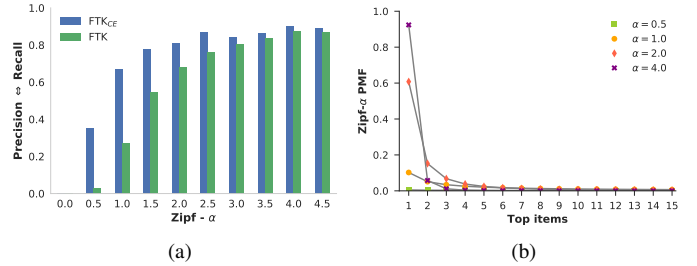 FTK_CE
FTK
Precision ⇔ Recall
1.0
0.8
0.6
0.4
0.2
0.0
0.0 0.5 1.0 1.5 2.0 2.5 3.0 3.5 4.0 4.5
Zipf - α
(a)
α = 0.5
α = 1.0
α = 2.0
α = 4.0
Zipf-α PMF
1.0
0.8
0.6
0.4
0.2
0.0
1 2 3 4 5 6 7 8 9 10 11 12 13 14 15
Top items
(b)